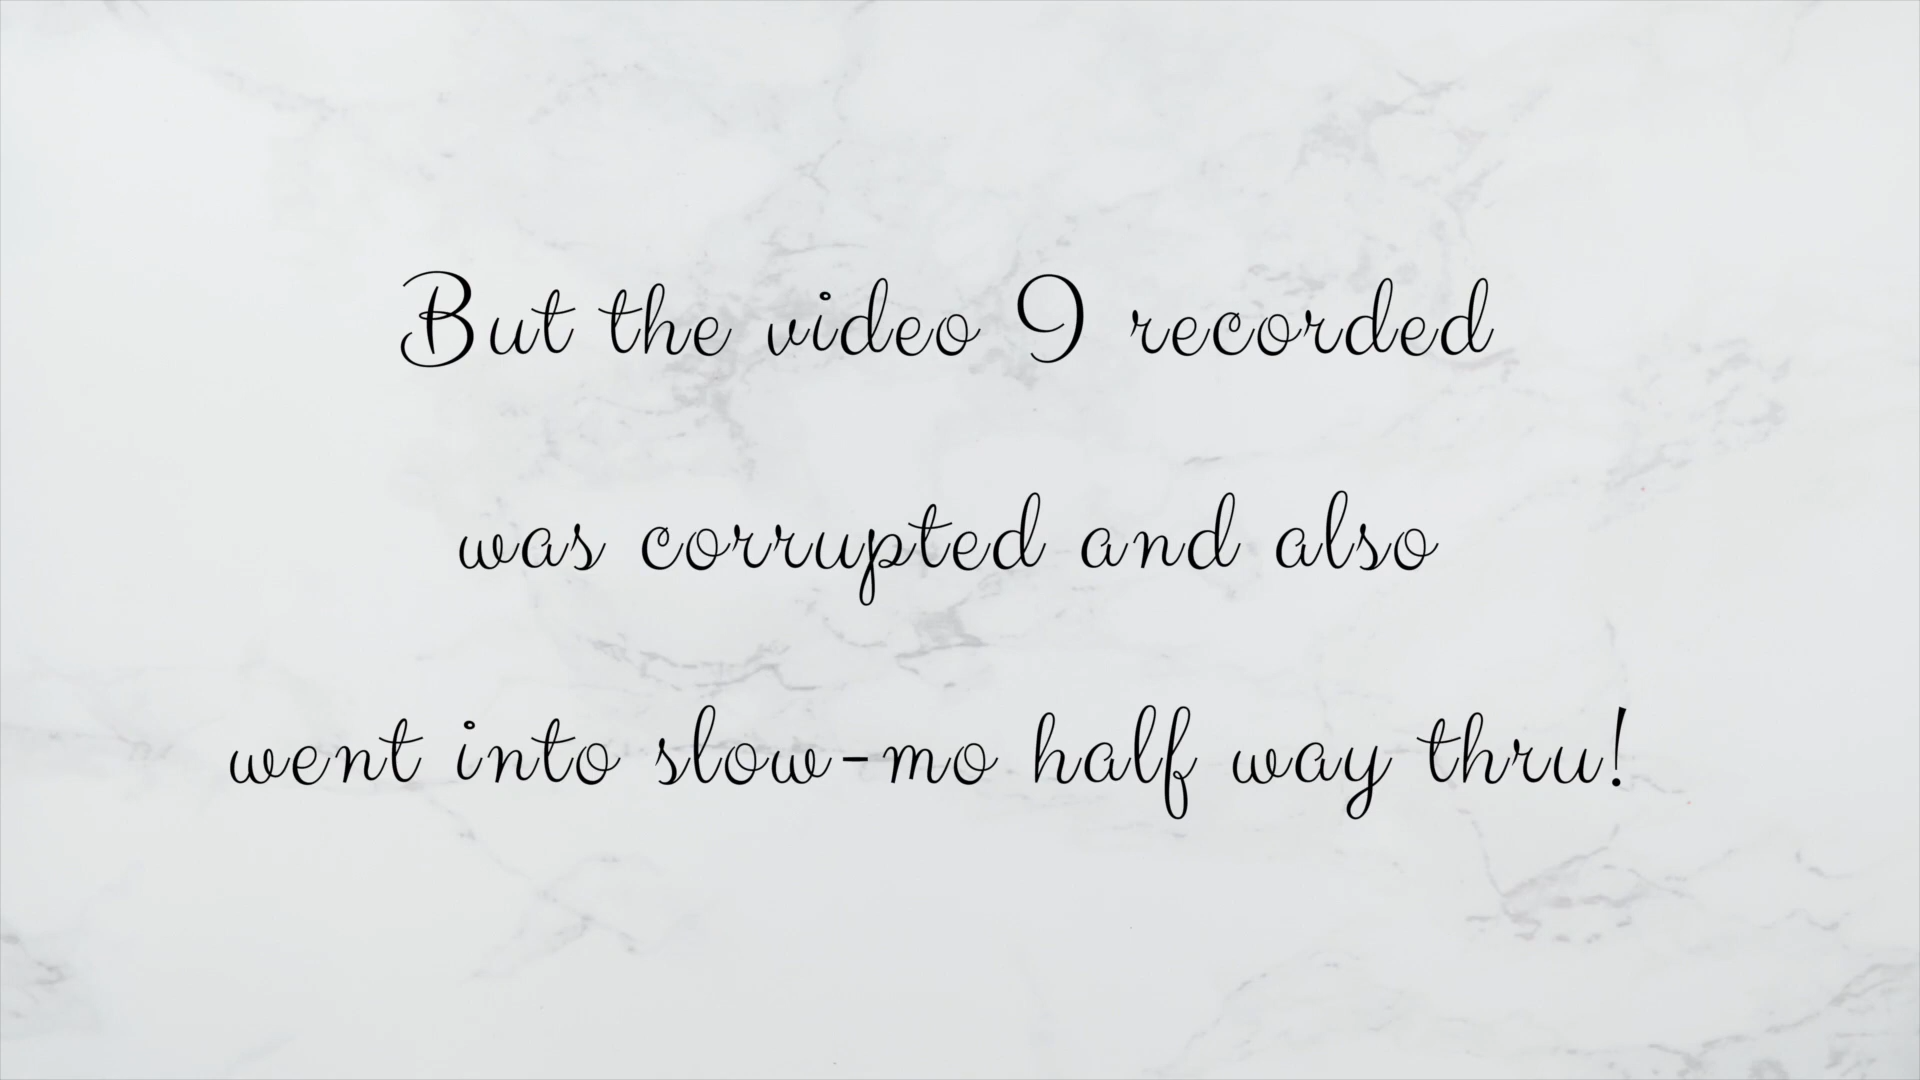 But the video I recorded
was corrupted and also
went into slow-mo half way thru!